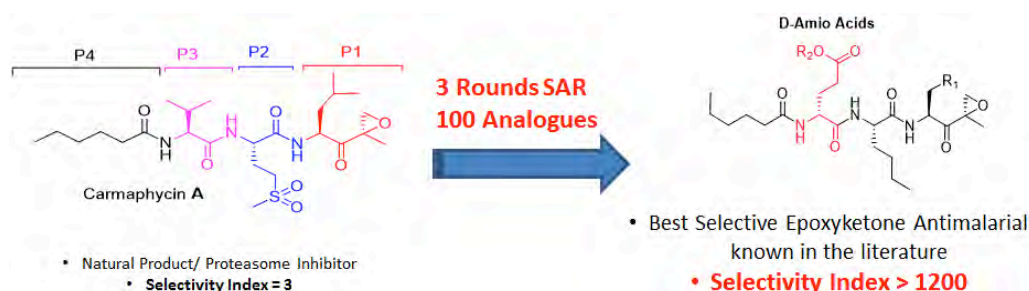 P4 P3 P2 P1
O
O
O
H
N
O
N
H
O
H
N
O
S
O
O
Carmaphycin A
• Natural Product/ Proteasome Inhibitor
• Selectivity Index = 3
3 Rounds SAR
100 Analogues
D-Amio Acids
R₂O
O
R₁
O
H
N
O
O
N
H
O
N
H
O
• Best Selective Epoxyketone Antimalarial
known in the literature
• Selectivity Index > 1200